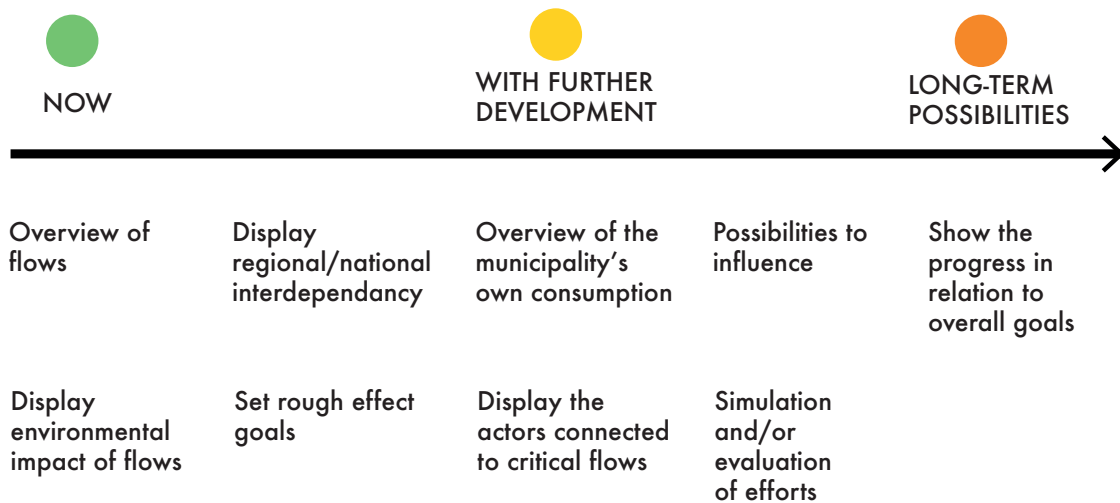 NOW
WITH FURTHER
DEVELOPMENT
LONG-TERM
POSSIBILITIES
Overview of
flows
Display
regional/national
interdependancy
Overview of the
municipality's
own consumption
Possibilities to
influence
Show the
progress in
relation to
overall goals
Display
environmental
impact of flows
Set rough effect
goals
Display the
actors connected
to critical flows
Simulation
and/or
evaluation
of efforts